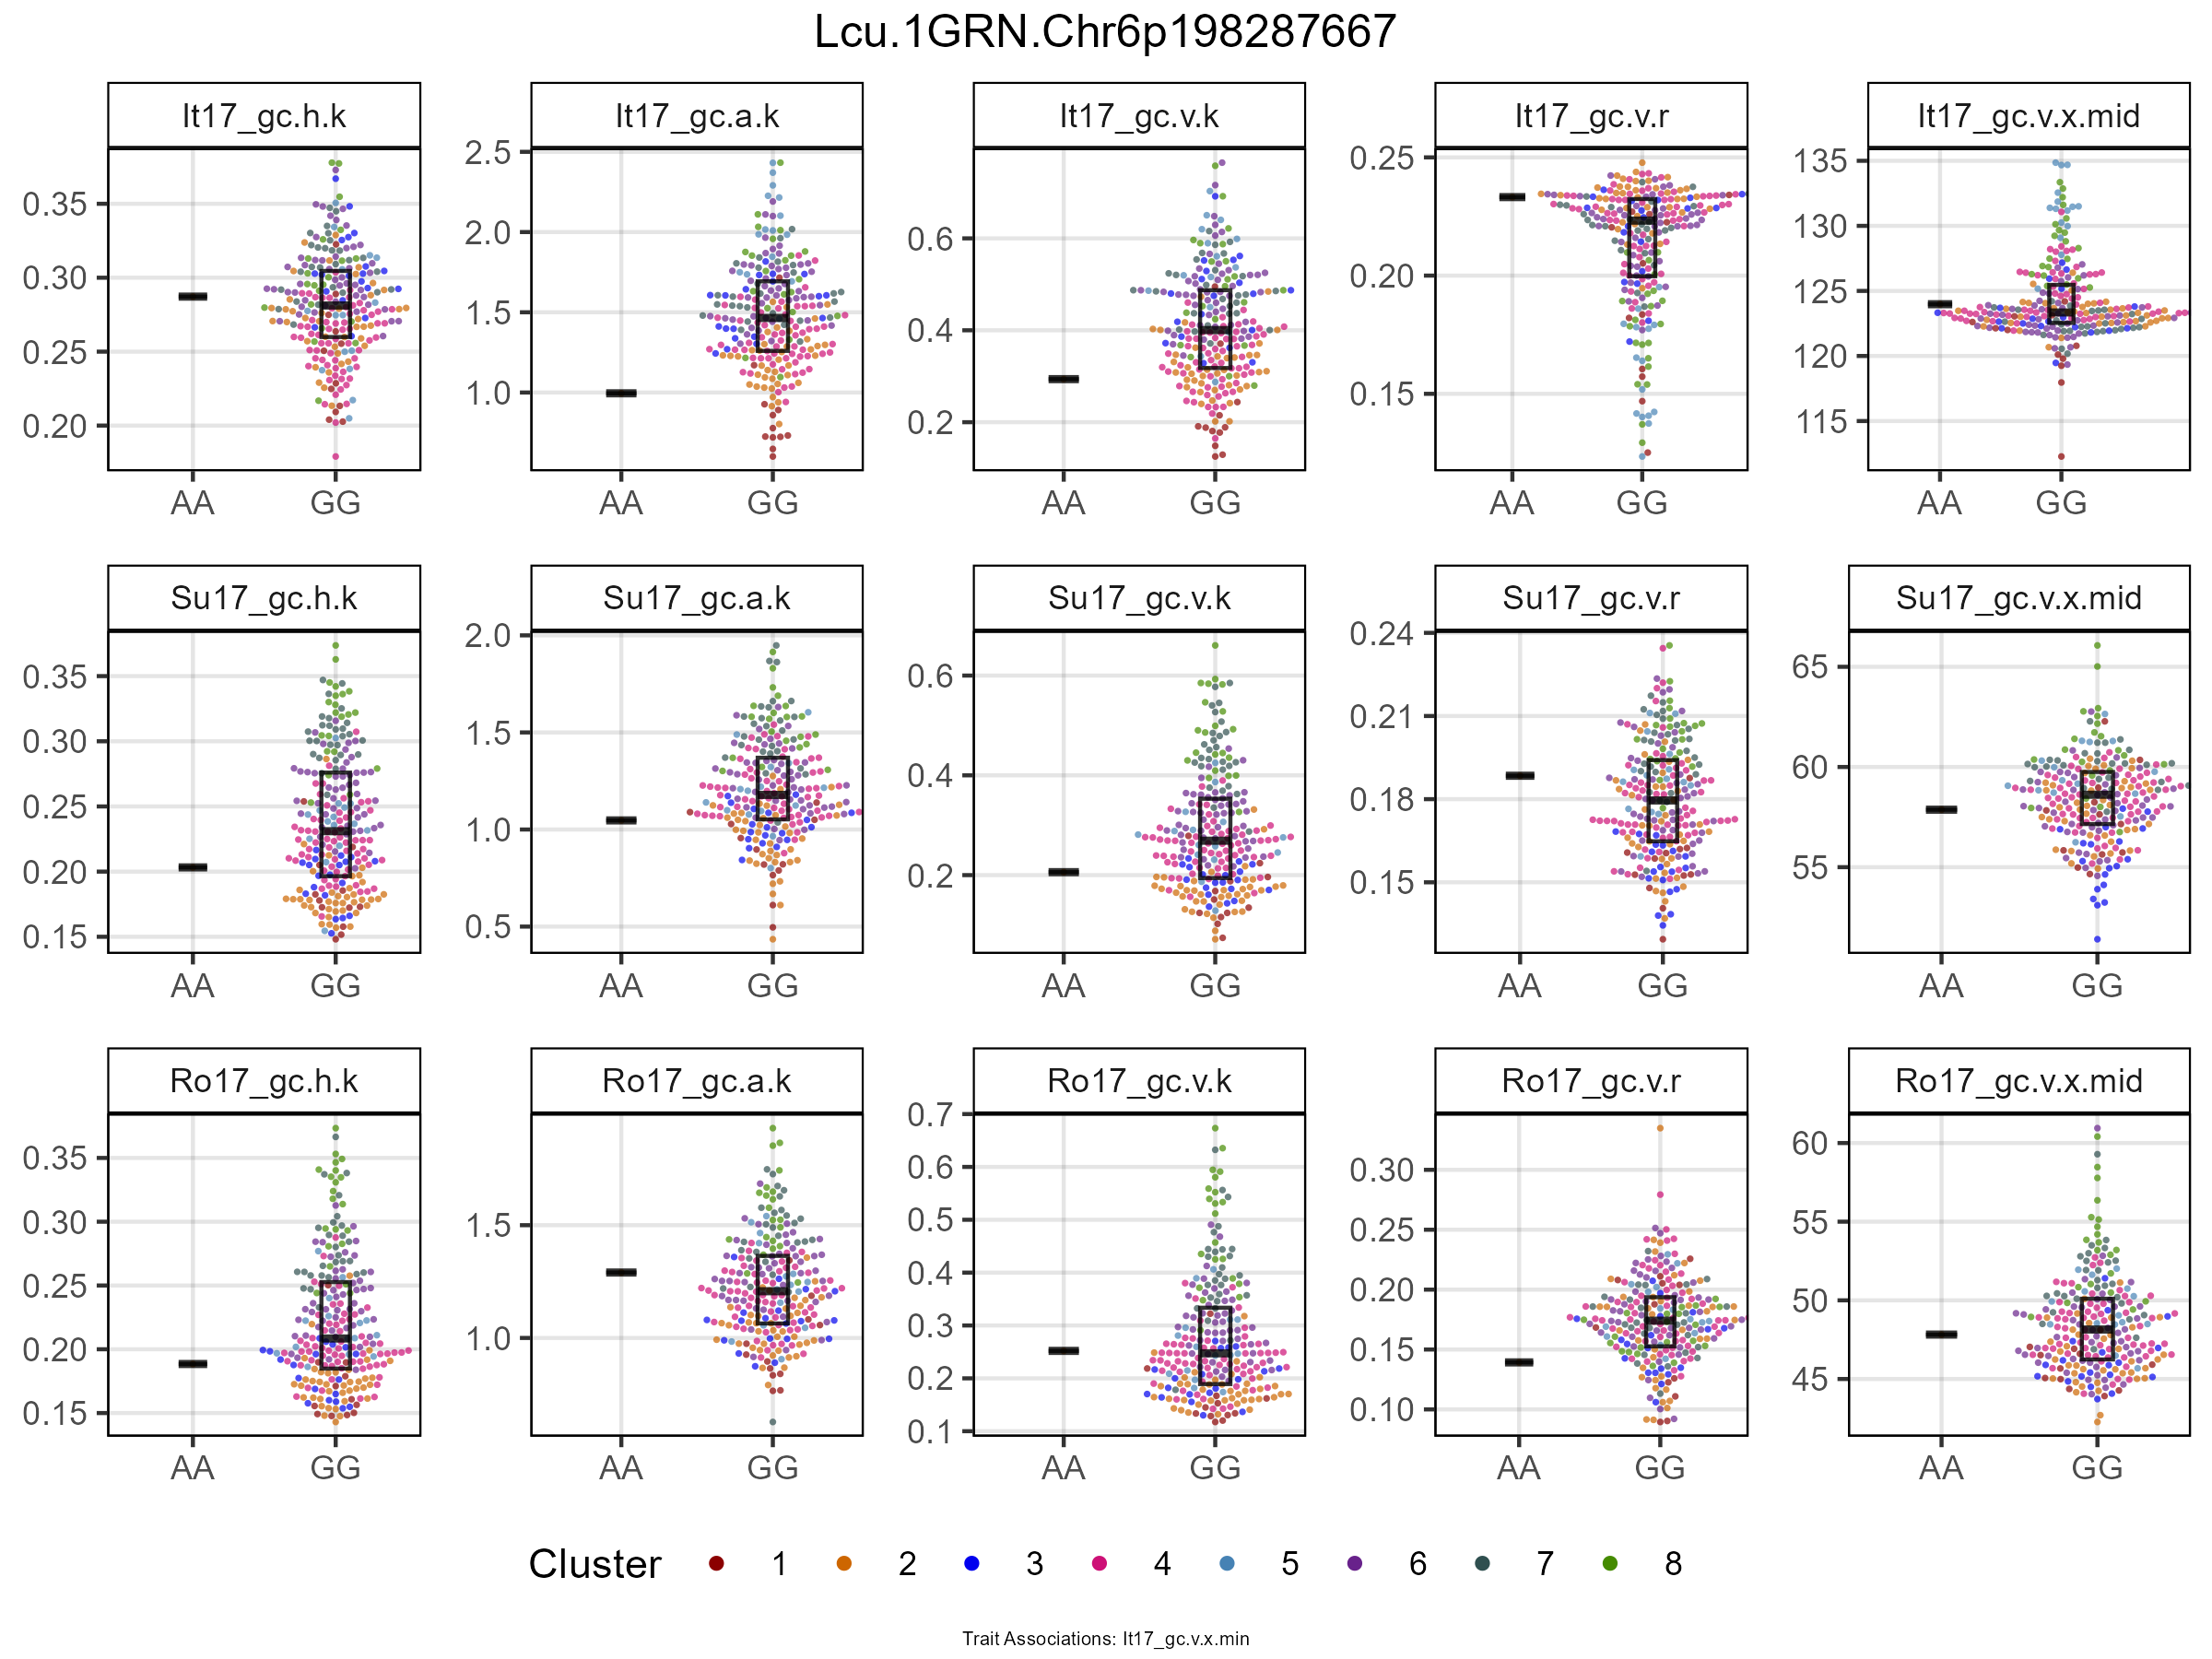 Lcu.1GRN.Chr6p198287667
It17_gc.h.k
It17_gc.a.k
It17_gc.v.k
It17_gc.v.r
It17_gc.v.x.mid
0.35
0.30
0.25
0.20
AA GG
2.5
2.0
1.5
1.0
AA GG
0.6
0.4
0.2
AA GG
0.25
0.20
0.15
AA GG
135
130
125
120
115
AA GG
Su17_gc.h.k
Su17_gc.a.k
Su17_gc.v.k
Su17_gc.v.r
Su17_gc.v.x.mid
0.35
0.30
0.25
0.20
0.15
AA GG
2.0
1.5
1.0
0.5
AA GG
0.6
0.4
0.2
AA GG
0.24
0.21
0.18
0.15
AA GG
65
60
55
AA GG
Ro17_gc.h.k
Ro17_gc.a.k
Ro17_gc.v.k
Ro17_gc.v.r
Ro17_gc.v.x.mid
0.35
0.30
0.25
0.20
0.15
AA GG
1.5
1.0
AA GG
0.7
0.6
0.5
0.4
0.3
0.2
0.1
AA GG
0.30
0.25
0.20
0.15
0.10
AA GG
60
55
50
45
AA GG
Cluster 1 2 3 4 5 6 7 8
Trait Associations: It17_gc.v.x.min